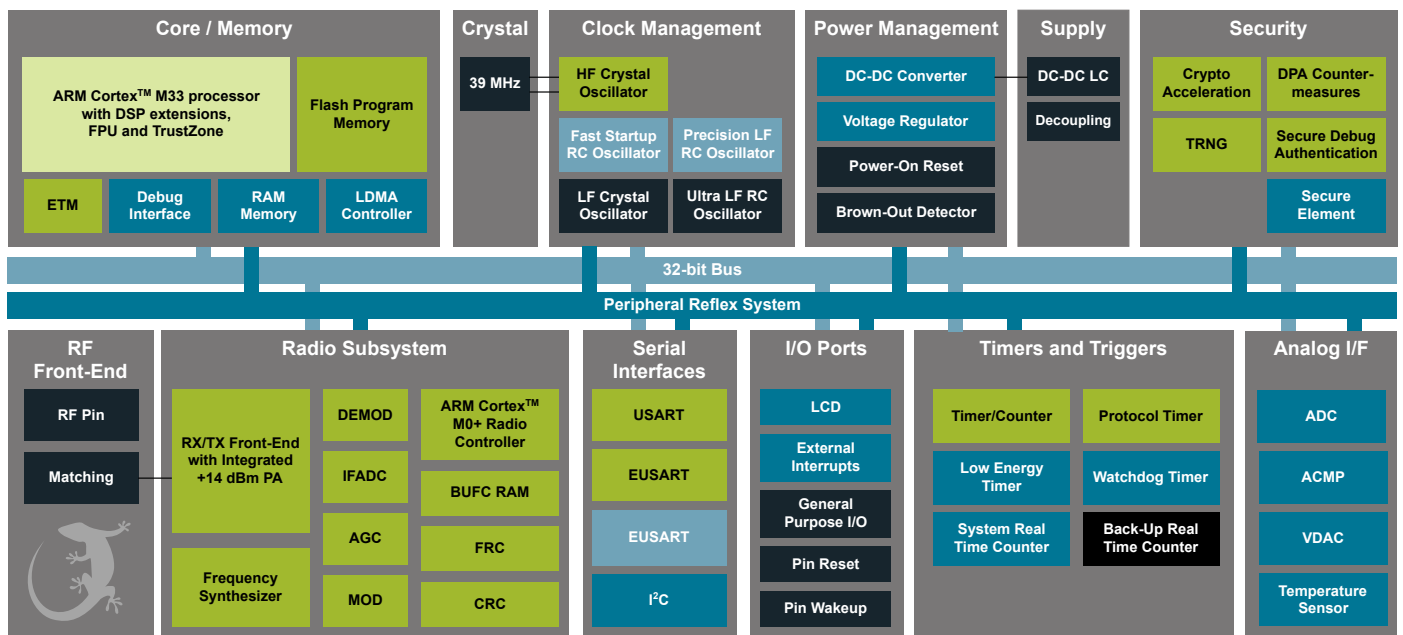 Core / Memory
ARM Cortex™ M33 processor
with DSP extensions,
FPU and TrustZone
Flash Program
Memory
ETM
Debug
Interface
RAM
Memory
LDMA
Controller
Crystal
39 MHz
Clock Management
HF Crystal
Oscillator
Fast Startup
RC Oscillator
Precision LF
RC Oscillator
LF Crystal
Oscillator
Ultra LF RC
Oscillator
Power Management
DC-DC Converter
Voltage Regulator
Power-On Reset
Brown-Out Detector
Supply
DC-DC LC
Decoupling
Security
Crypto
Acceleration
DPA Counter-
measures
TRNG
Secure Debug
Authentication
Secure
Element
32-bit Bus
Peripheral Reflex System
RF
Front-End
RF Pin
Matching
Radio Subsystem
RX/TX Front-End
with Integrated
+14 dBm PA
Frequency
Synthesizer
DEMOD
IFADC
AGC
MOD
ARM Cortex™
M0+ Radio
Controller
BUFC RAM
FRC
CRC
Serial
Interfaces
USART
EUSART
EUSART
I²C
I/O Ports
LCD
External
Interrupts
General
Purpose I/O
Pin Reset
Pin Wakeup
Timers and Triggers
Timer/Counter
Protocol Timer
Low Energy
Timer
Watchdog Timer
System Real
Time Counter
Back-Up Real
Time Counter
Analog I/F
ADC
ACMP
VDAC
Temperature
Sensor